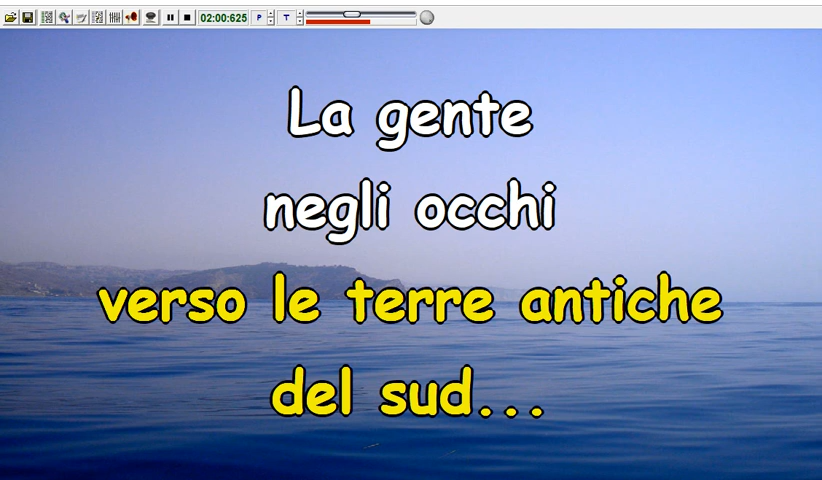 02:00:625 P T
La gente
negli occhi
verso le terre antiche
del sud...